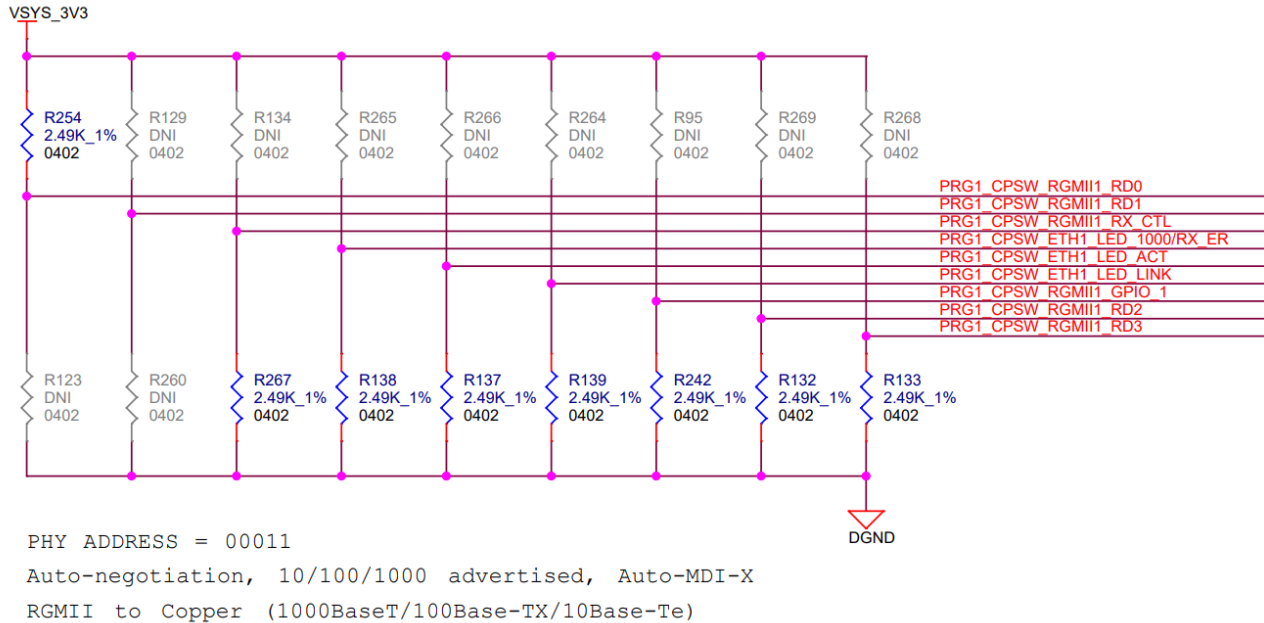 VSYS_3V3
R254
2.49K_1%
0402
R129
DNI
0402
R134
DNI
0402
R265
DNI
0402
R266
DNI
0402
R264
DNI
0402
R95
DNI
0402
R269
DNI
0402
R268
DNI
0402
PRG1_CPSW_RGMII1_RD0
PRG1_CPSW_RGMII1_RD1
PRG1_CPSW_RGMII1_RX_CTL
PRG1_CPSW_ETH1_LED_1000/RX_ER
PRG1_CPSW_ETH1_LED_ACT
PRG1_CPSW_ETH1_LED_LINK
PRG1_CPSW_RGMII1_GPIO_1
PRG1_CPSW_RGMII1_RD2
PRG1_CPSW_RGMII1_RD3
R123
DNI
0402
R260
DNI
0402
R267
2.49K_1%
0402
R138
2.49K_1%
0402
R137
2.49K_1%
0402
R139
2.49K_1%
0402
R242
2.49K_1%
0402
R132
2.49K_1%
0402
R133
2.49K_1%
0402
DGND
PHY ADDRESS = 00011
Auto-negotiation, 10/100/1000 advertised, Auto-MDI-X
RGMII to Copper (1000BaseT/100Base-TX/10Base-Te)